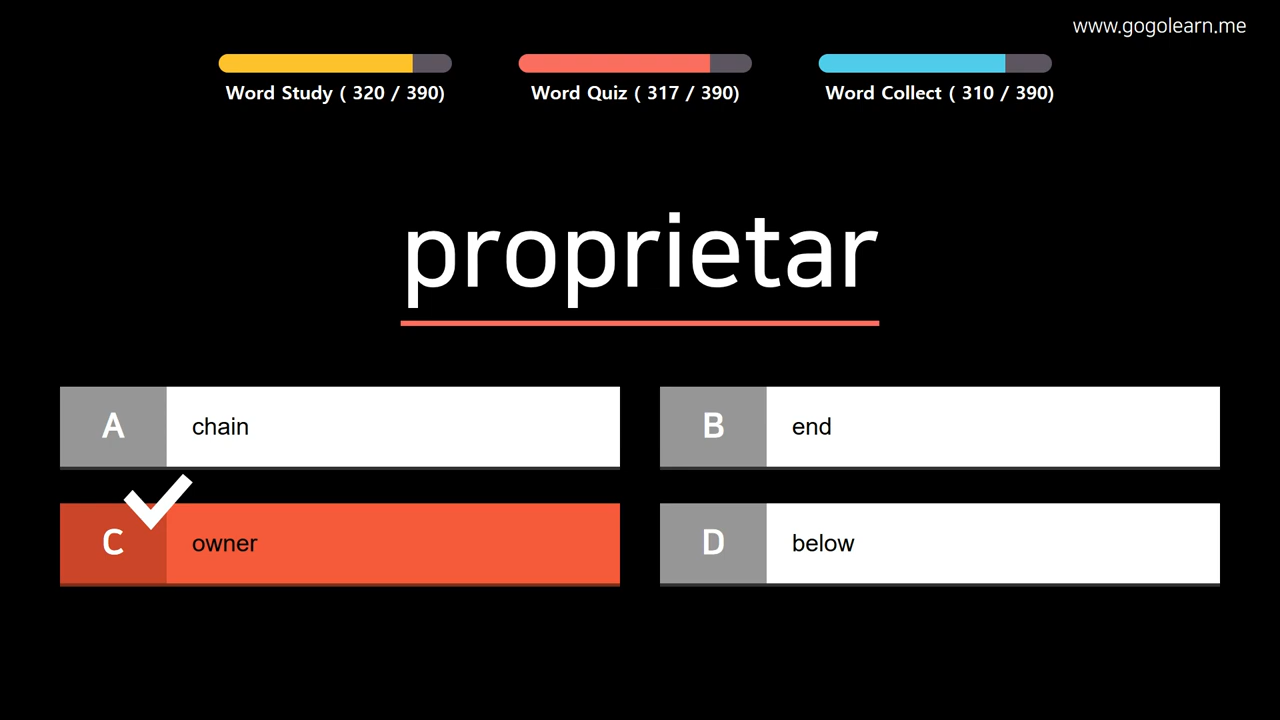 www.gogolearn.me
Word Study ( 320 / 390)
Word Quiz ( 317 / 390)
Word Collect ( 310 / 390)
proprietar
A chain
B end
C owner
D below